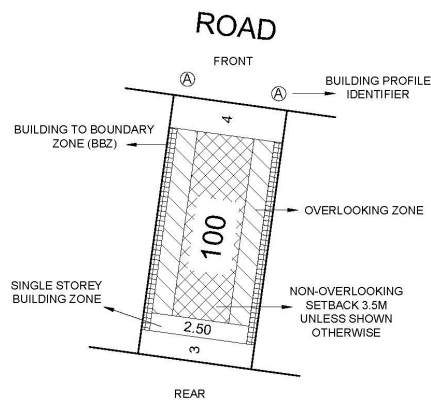 ROAD
FRONT
A
A
BUILDING PROFILE
IDENTIFIER
BUILDING TO BOUNDARY
ZONE (BBZ)
4
OVERLOOKING ZONE
100
SINGLE STOREY
BUILDING ZONE
NON-OVERLOOKING
SETBACK 3.5M
UNLESS SHOWN
OTHERWISE
2.50
3
REAR